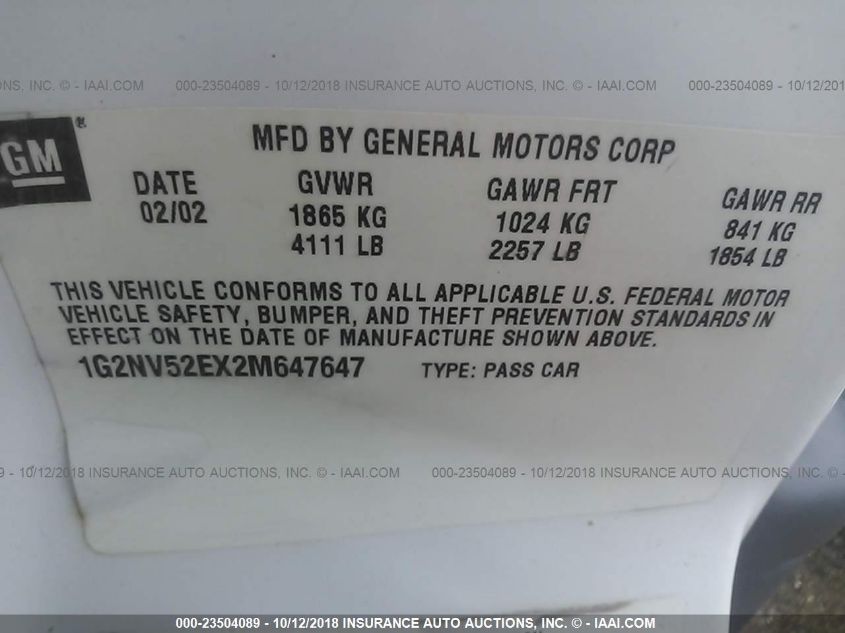 NS, INC. © - IAAI.COM
000-23504089 - 10/12/2018 INSURANCE AUTO AUCTIONS, INC. © - IAAI.COM
000-23504089 - 10/12/2018
GM
MFD BY GENERAL MOTORS CORP
DATE GVWR GAWR FRT GAWR RR
02/02 1865 KG 1024 KG 841 KG
4111 LB 2257 LB 1854 LB
THIS VEHICLE CONFORMS TO ALL APPLICABLE U.S. FEDERAL MOTOR
VEHICLE SAFETY, BUMPER, AND THEFT PREVENTION STANDARDS IN
EFFECT ON THE DATE OF MANUFACTURE SHOWN ABOVE.
1G2NV52EX2M647647 TYPE: PASS CAR
9 - 10/12/2018 INSURANCE AUTO AUCTIONS, INC. © - IAAI.COM
000-23504089 - 10/12/2018 INSURANCE AUTO AUCTIONS, INC. © - IAAI.
000-23504089 - 10/12/2018 INSURANCE AUTO AUCTIONS, INC. © - IAAI.COM